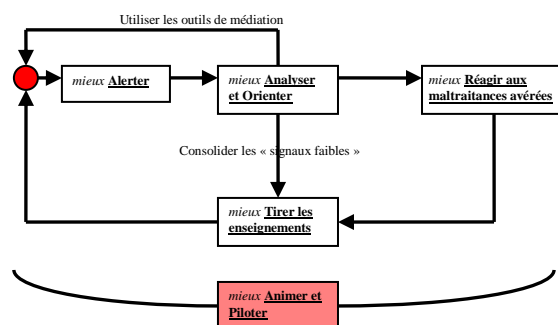 Utiliser les outils de médiation
mieux Alerter
mieux Analyser
et Orienter
mieux Réagir aux
maltraitances avérées
Consolider les « signaux faibles »
mieux Tirer les
enseignements
mieux Animer et
Piloter